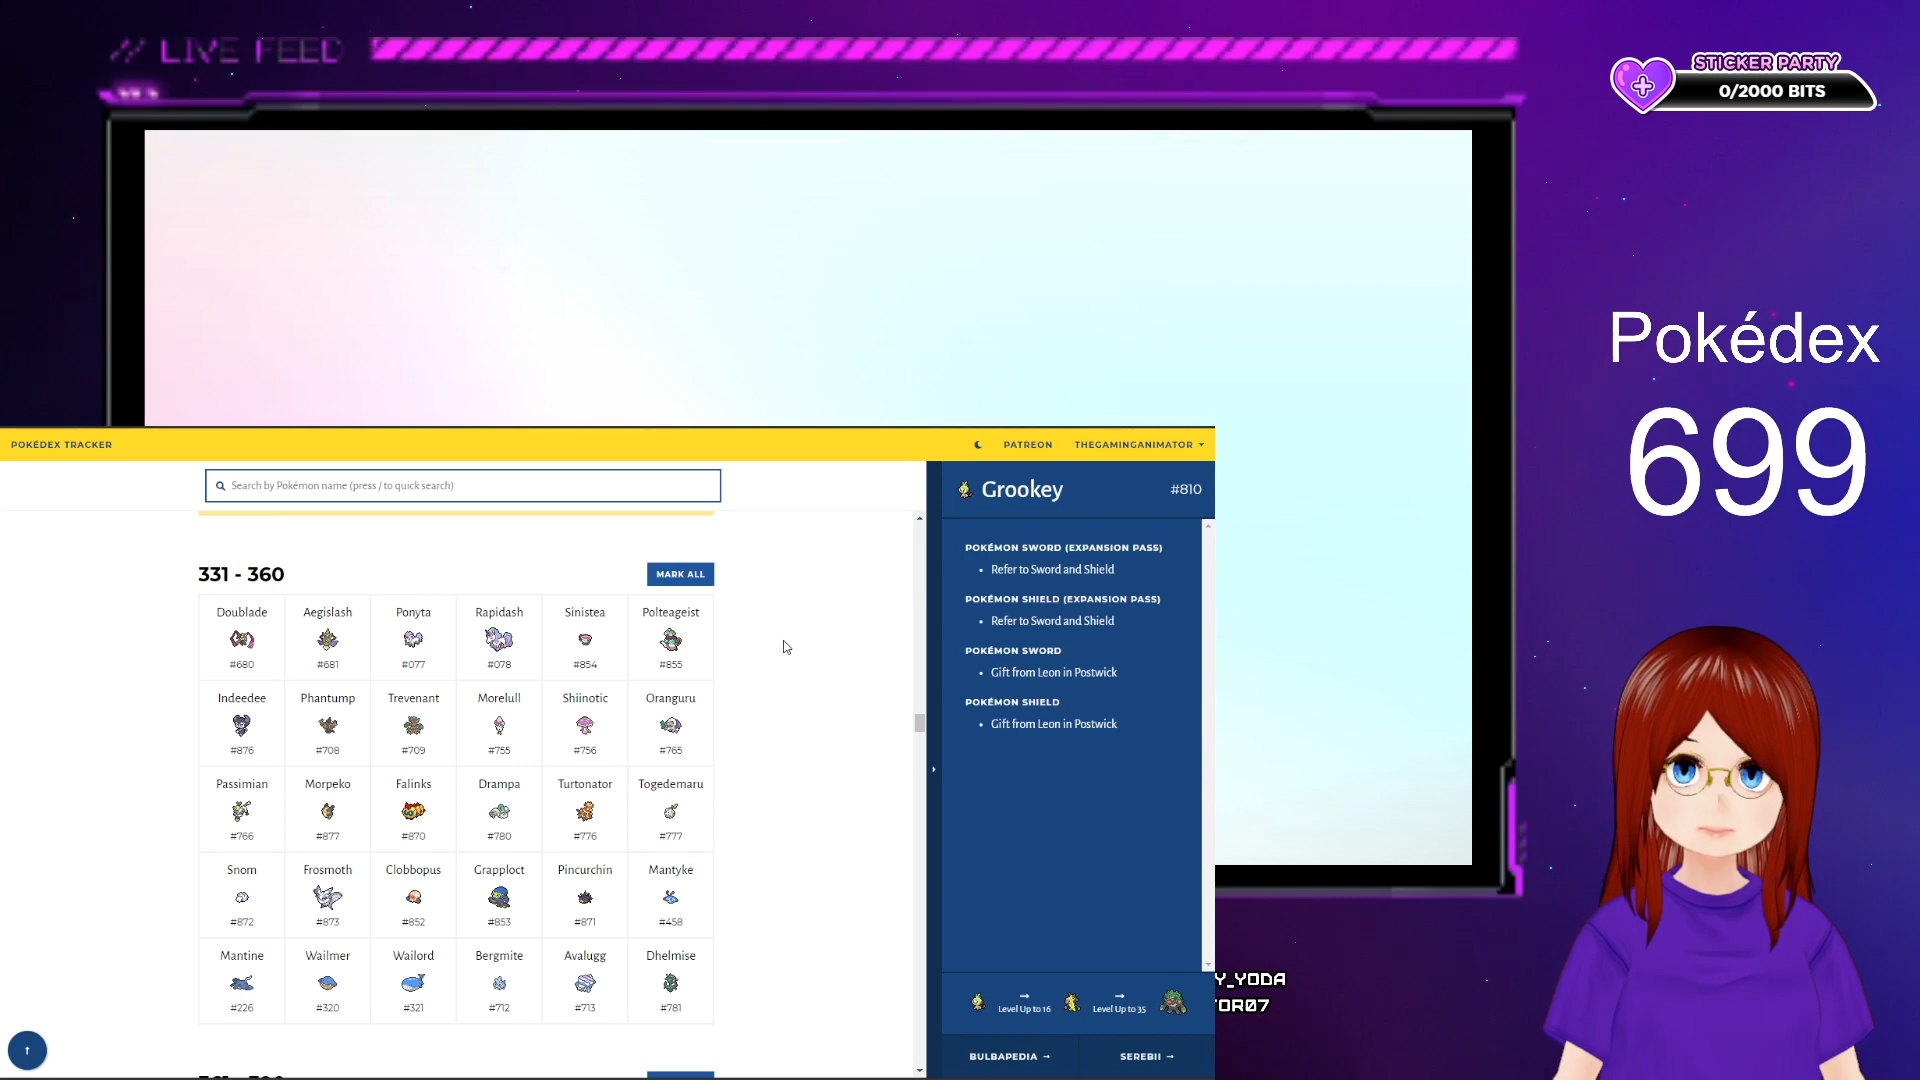 // LIVE FEED
STICKER PARTY
0/2000 BITS
Pokédex
699
POKÉDEX TRACKER
PATREON
THEGAMINGANIMATOR
Search by Pokémon name (press / to quick search)
331 - 360
MARK ALL
Doublade Aegislash Ponyta Rapidash Sinistea Polteageist
#680 #681 #077 #078 #854 #855
Indeedee Phantump Trevenant Morelull Shiinotic Oranguru
#876 #708 #709 #755 #756 #765
Passimian Morpeko Falinks Drampa Turtonator Togedemaru
#766 #877 #870 #780 #776 #777
Snom Frosmoth Clobbopus Grapploct Pincurchin Mantyke
#872 #873 #852 #853 #871 #458
Mantine Wailmer Wailord Bergmite Avalugg Dhelmise
#226 #320 #321 #712 #713 #781
Grookey #810
POKÉMON SWORD (EXPANSION PASS)
• Refer to Sword and Shield
POKÉMON SHIELD (EXPANSION PASS)
• Refer to Sword and Shield
POKÉMON SWORD
• Gift from Leon in Postwick
POKÉMON SHIELD
• Gift from Leon in Postwick
→ →
Level Up to 16 Level Up to 35
BULBAPEDIA → SEREBII →
Y_YODA
TOR07